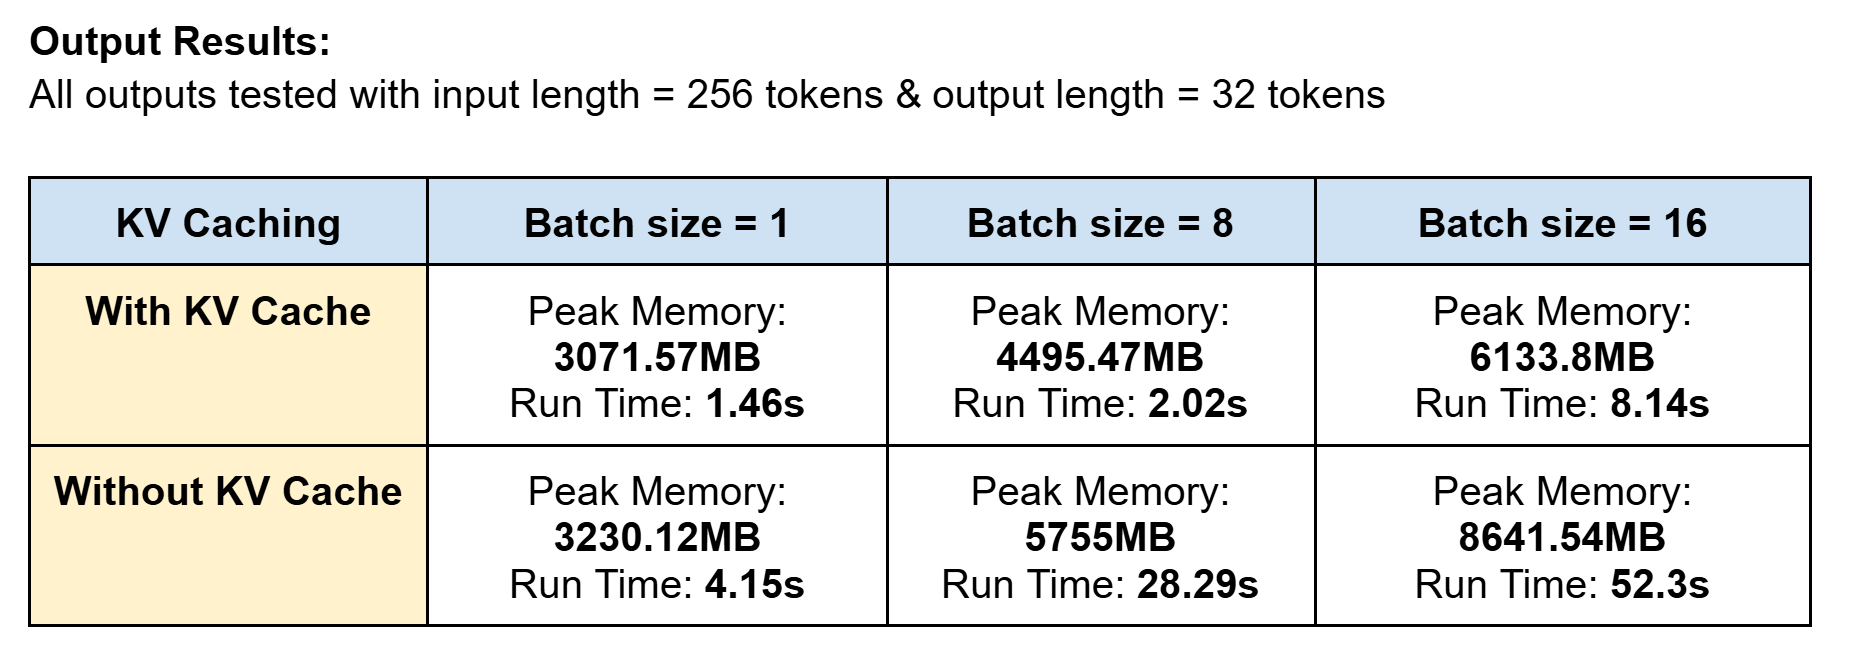 Output Results:
All outputs tested with input length = 256 tokens & output length = 32 tokens
KV Caching
Batch size = 1
Batch size = 8
Batch size = 16
With KV Cache
Peak Memory:
3071.57MB
Run Time: 1.46s
Peak Memory:
4495.47MB
Run Time: 2.02s
Peak Memory:
6133.8MB
Run Time: 8.14s
Without KV Cache
Peak Memory:
3230.12MB
Run Time: 4.15s
Peak Memory:
5755MB
Run Time: 28.29s
Peak Memory:
8641.54MB
Run Time: 52.3s